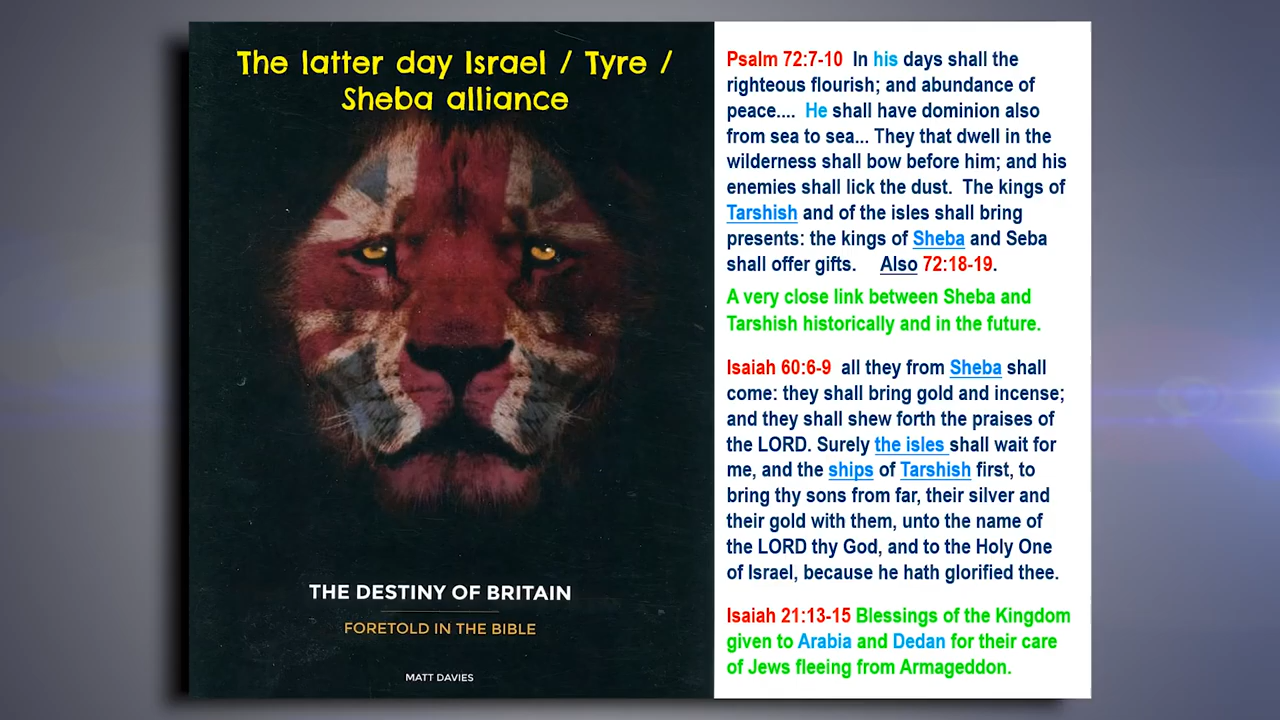 The latter day Israel / Tyre /
Sheba alliance
THE DESTINY OF BRITAIN
FORETOLD IN THE BIBLE
MATT DAVIES
Psalm 72:7-10 In his days shall the
righteous flourish; and abundance of
peace.... He shall have dominion also
from sea to sea... They that dwell in the
wilderness shall bow before him; and his
enemies shall lick the dust. The kings of
Tarshish and of the isles shall bring
presents: the kings of Sheba and Seba
shall offer gifts. Also 72:18-19.
A very close link between Sheba and
Tarshish historically and in the future.
Isaiah 60:6-9 all they from Sheba shall
come: they shall bring gold and incense;
and they shall shew forth the praises of
the LORD. Surely the isles shall wait for
me, and the ships of Tarshish first, to
bring thy sons from far, their silver and
their gold with them, unto the name of
the LORD thy God, and to the Holy One
of Israel, because he hath glorified thee.
Isaiah 21:13-15 Blessings of the Kingdom
given to Arabia and Dedan for their care
of Jews fleeing from Armageddon.